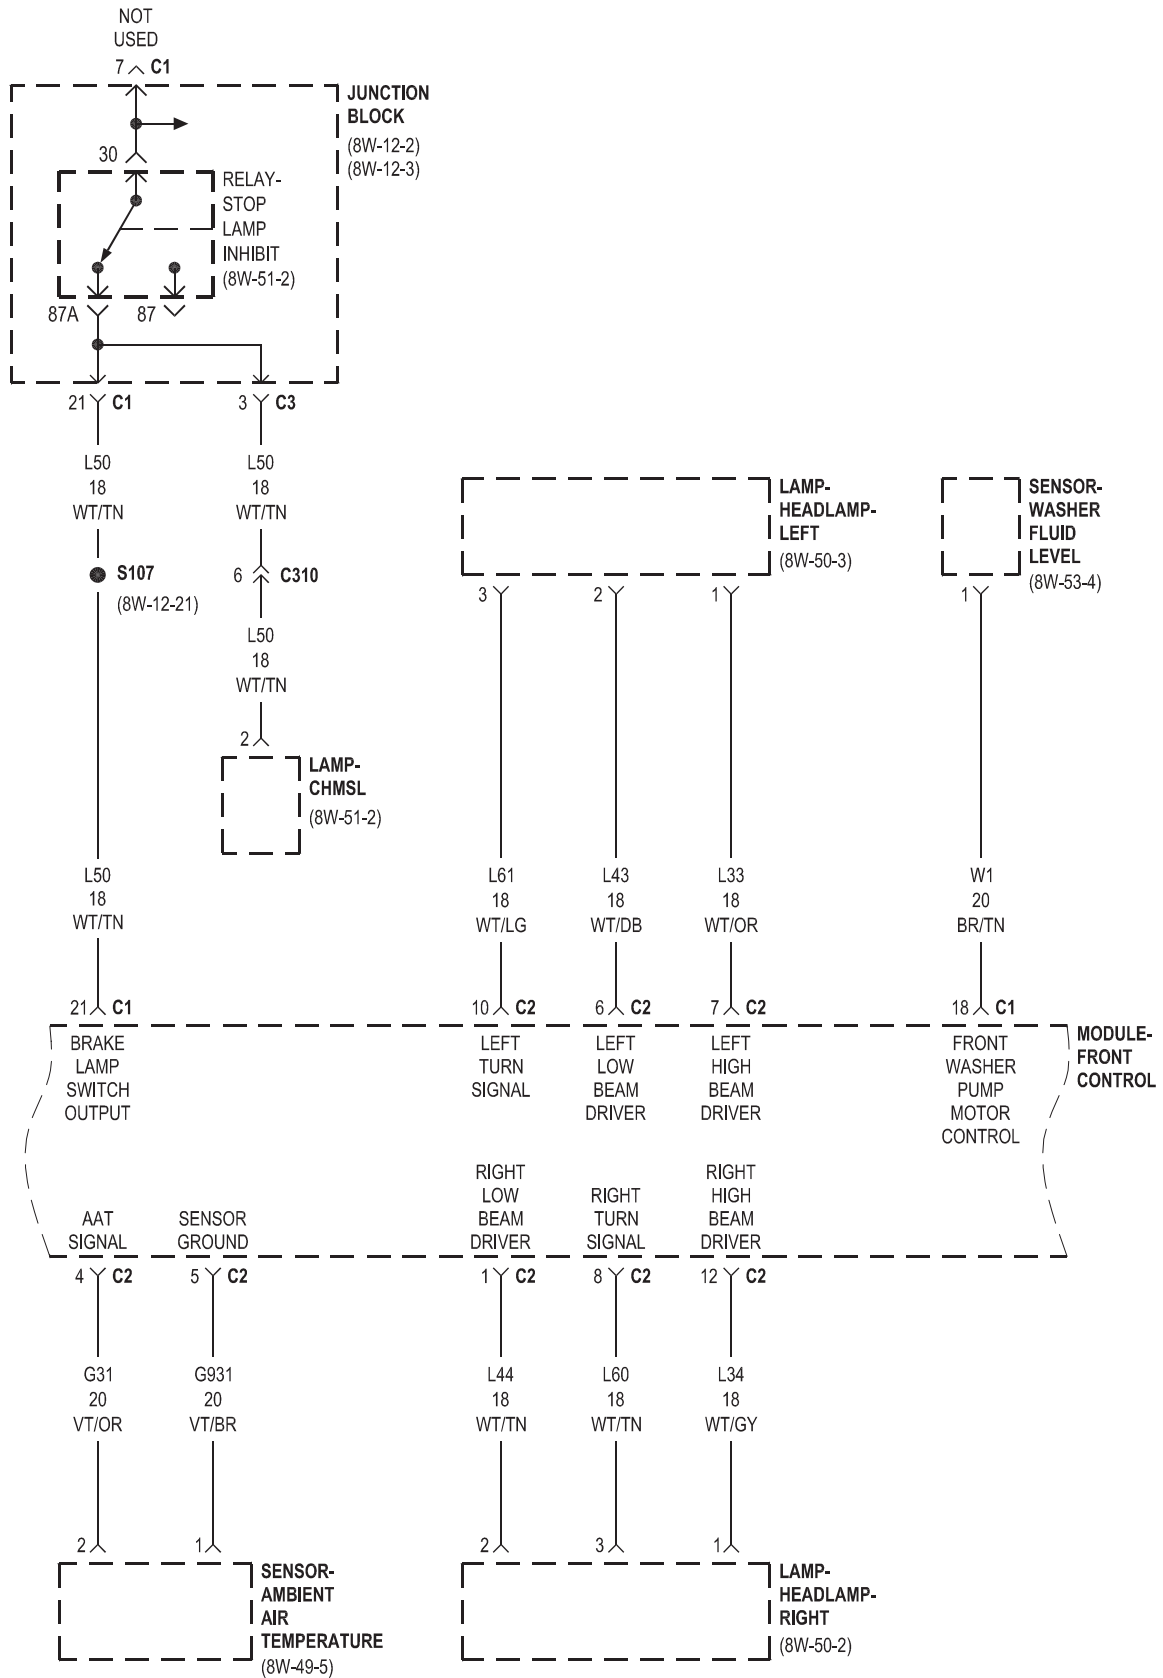 NOT
USED
7 C1
JUNCTION
BLOCK
(8W-12-2)
(8W-12-3)
30
RELAY-
STOP
LAMP
INHIBIT
(8W-51-2)
87A 87
21 C1 3 C3
L50 L50
18 18
WT/TN WT/TN
S107
(8W-12-21)
6 C310
L50
18
WT/TN
2
LAMP-
CHMSL
(8W-51-2)
LAMP-
HEADLAMP-
LEFT
(8W-50-3)
3 2 1
SENSOR-
WASHER
FLUID
LEVEL
(8W-53-4)
1
L50 L61 L43 L33 W1
18 18 18 18 20
WT/TN WT/LG WT/DB WT/OR BR/TN
21 C1 10 C2 6 C2 7 C2 18 C1
MODULE-
FRONT
CONTROL
BRAKE
LAMP
SWITCH
OUTPUT
LEFT
TURN
SIGNAL
LEFT
LOW
BEAM
DRIVER
LEFT
HIGH
BEAM
DRIVER
FRONT
WASHER
PUMP
MOTOR
CONTROL
AAT
SIGNAL
SENSOR
GROUND
RIGHT
LOW
BEAM
DRIVER
RIGHT
TURN
SIGNAL
RIGHT
HIGH
BEAM
DRIVER
4 C2 5 C2 1 C2 8 C2 12 C2
G31 G931 L44 L60 L34
20 20 18 18 18
VT/OR VT/BR WT/TN WT/TN WT/GY
2 1 2 3 1
SENSOR-
AMBIENT
AIR
TEMPERATURE
(8W-49-5)
LAMP-
HEADLAMP-
RIGHT
(8W-50-2)